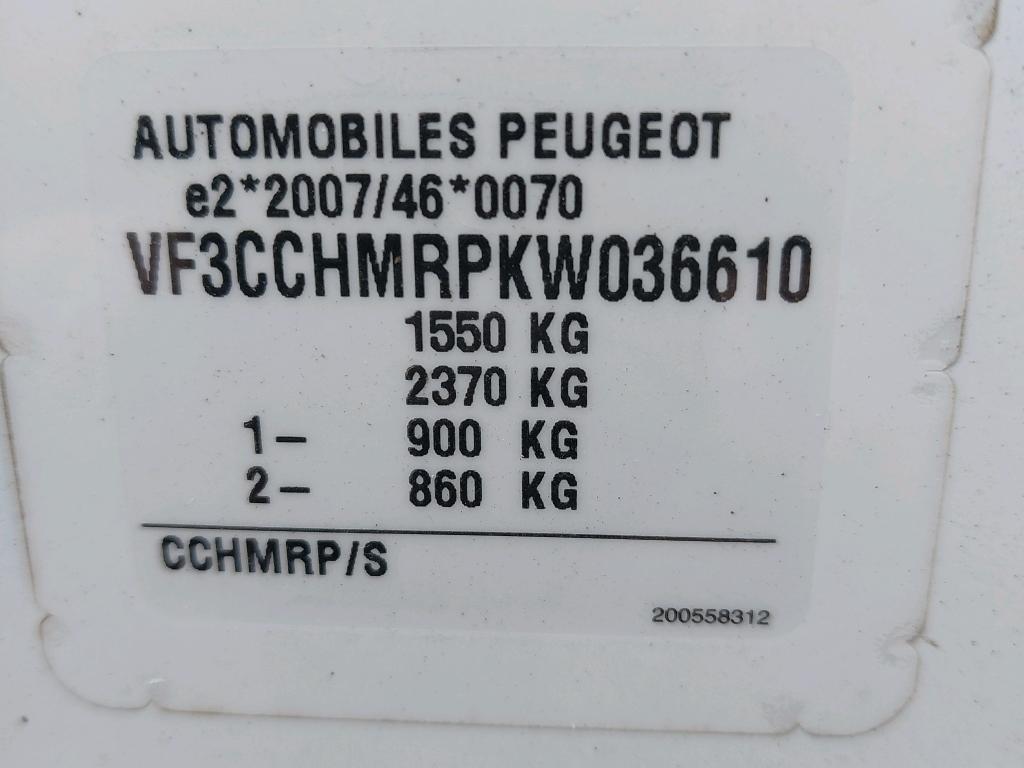 AUTOMOBILES PEUGEOT
e2*2007/46*0070
VF3CCHMRPKW036610
1550 KG
2370 KG
1- 900 KG
2- 860 KG
CCHMRP/S
200558312